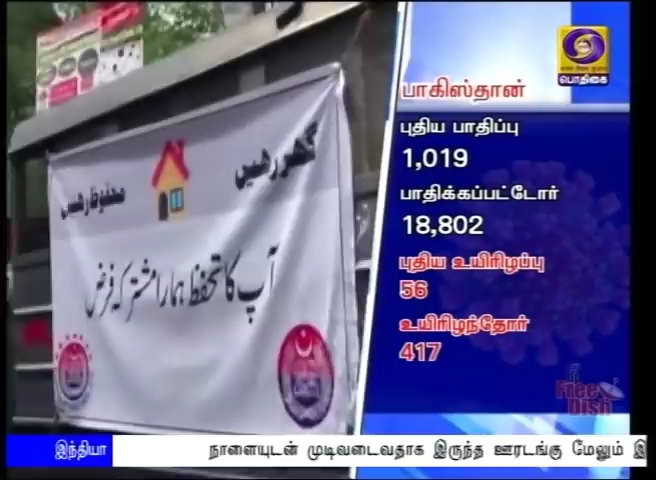 گھر رہیں
محفوظ رہیں
آپ کا تحفظ ہمارا مشترکہ فرض
பொதிகை
பாகிஸ்தான்
புதிய பாதிப்பு
1,019
பாதிக்கப்பட்டோர்
18,802
புதிய உயிரிழப்பு
56
உயிரிழந்தோர்
417
Free Dish
இந்தியா
நாளையுடன் முடிவடைவதாக இருந்த ஊரடங்கு மேலும் இ